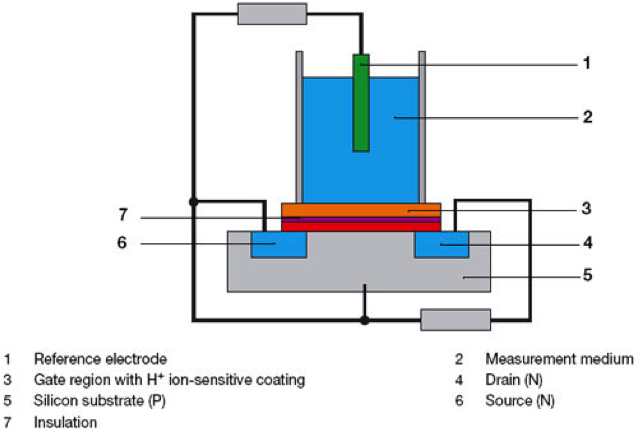 1
2
7
3
6
4
5
1 Reference electrode
2 Measurement medium
3 Gate region with H⁺ ion-sensitive coating
4 Drain (N)
5 Silicon substrate (P)
6 Source (N)
7 Insulation